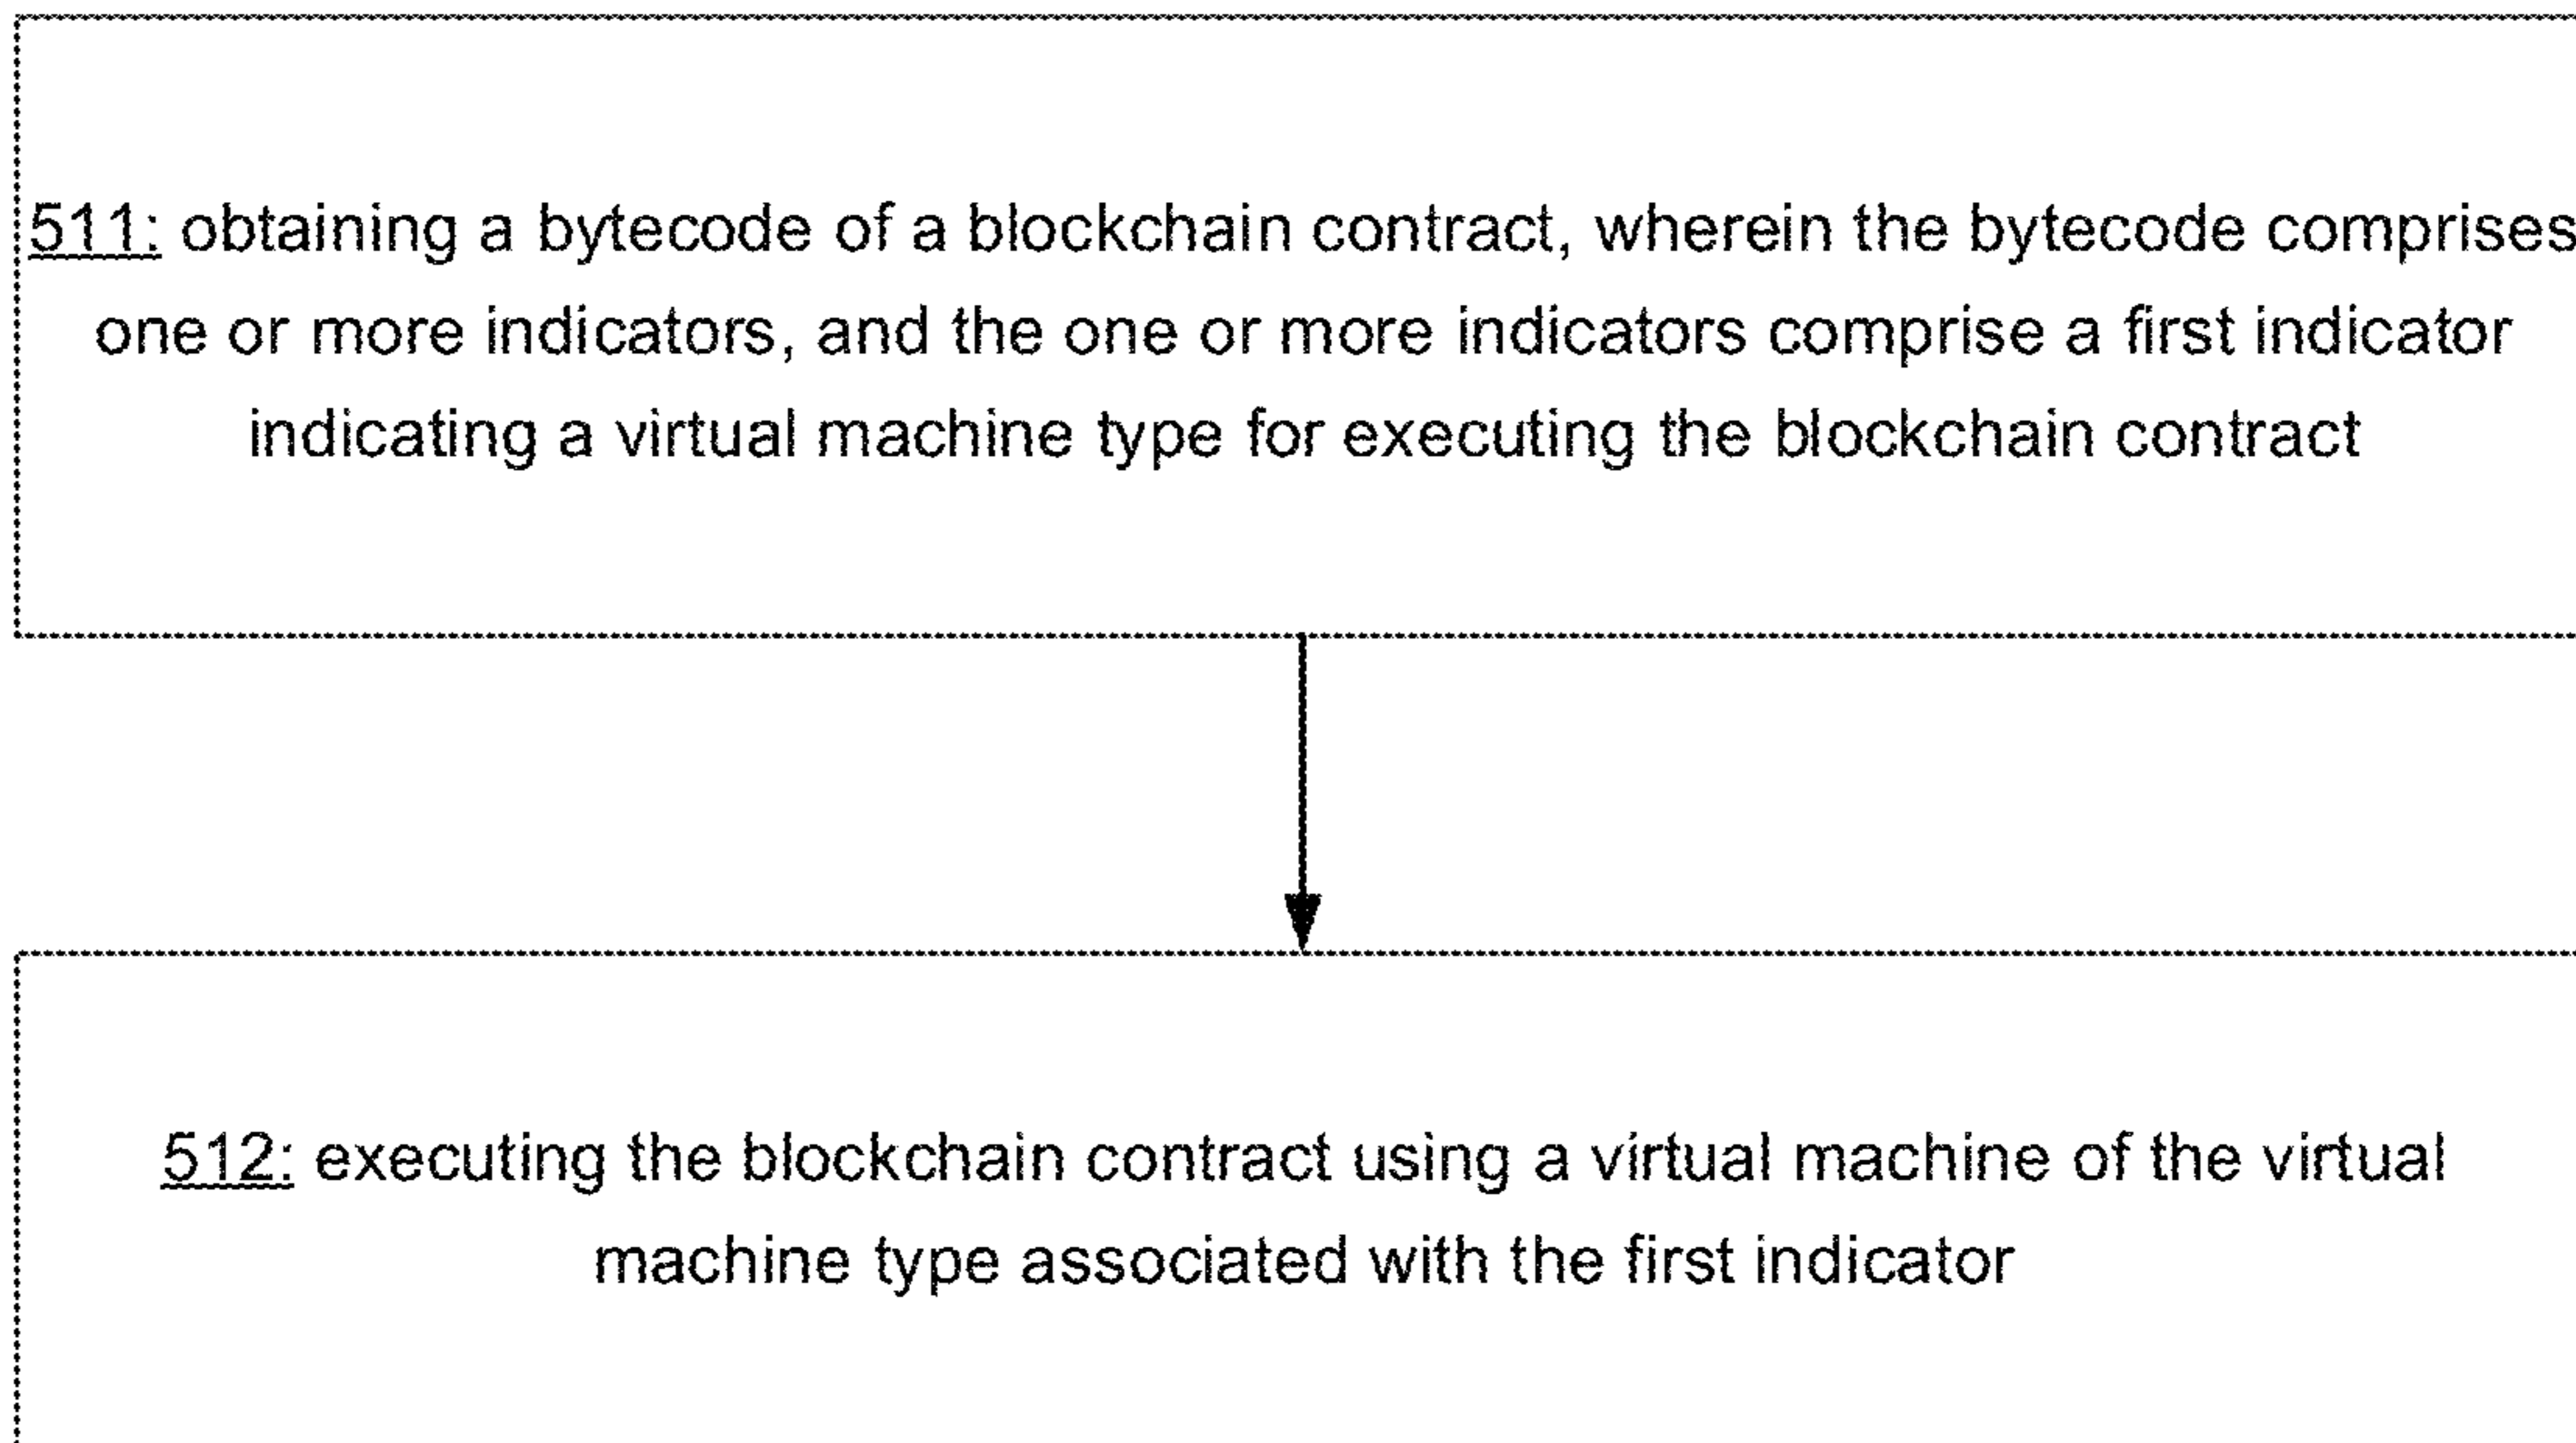 511: obtaining a bytecode of a blockchain contract, wherein the bytecode comprises
one or more indicators, and the one or more indicators comprise a first indicator
indicating a virtual machine type for executing the blockchain contract
512: executing the blockchain contract using a virtual machine of the virtual
machine type associated with the first indicator